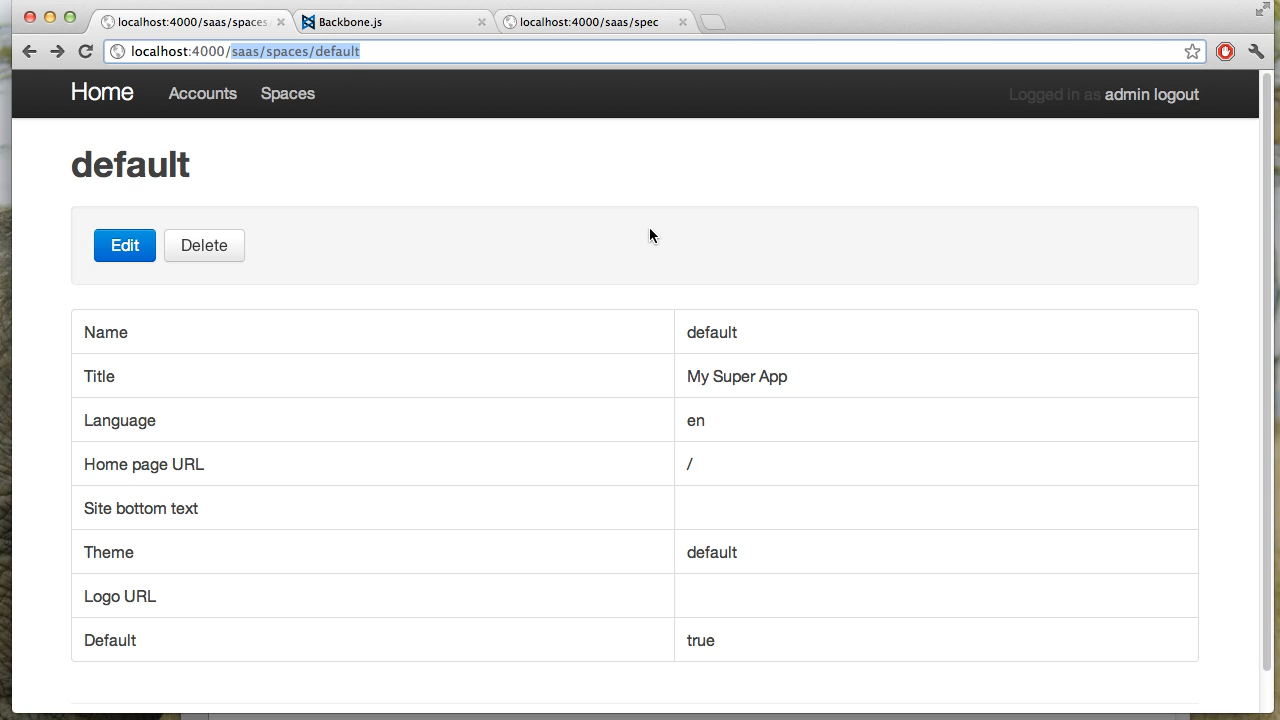 localhost:4000/saas/spaces
Backbone.js
localhost:4000/saas/spec
localhost:4000/saas/spaces/default
Home Accounts Spaces Logged in as admin logout
default
Edit Delete
Name default
Title My Super App
Language en
Home page URL /
Site bottom text
Theme default
Logo URL
Default true